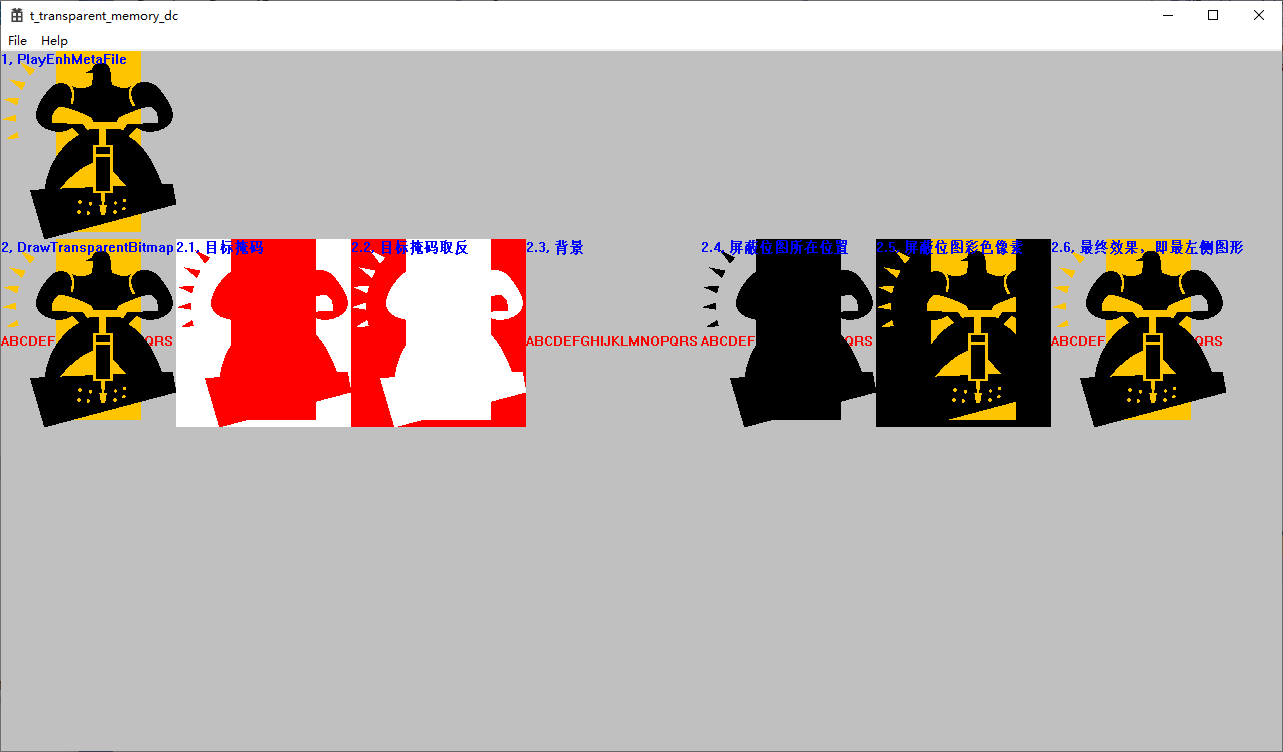 t_transparent_memory_dc
File Help
1, PlayEnhMetaFile
2, DrawTransparentBitmap 2.1, 目标掩码 2.2, 目标掩码取反 2.3, 背景 2.4, 屏蔽位图所在位置 2.5, 屏蔽位图彩色像素 2.6, 最终效果，即最左侧图形
ABCDEF QRS ABCDEFGHIJKLMNOPQRS ABCDEF QRS ABCDEF QRS